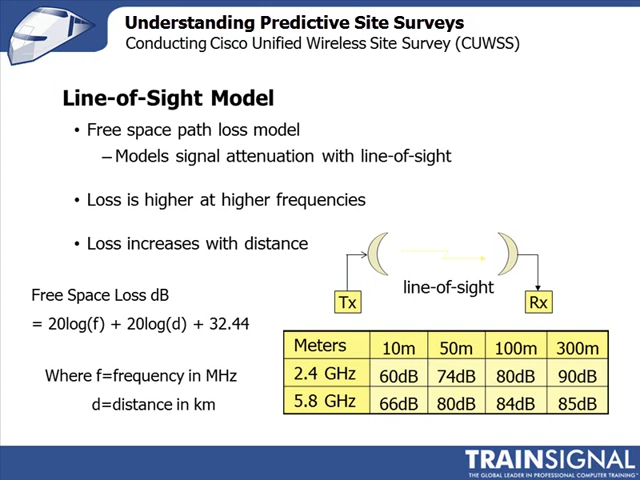 Understanding Predictive Site Surveys
Conducting Cisco Unified Wireless Site Survey (CUWSS)
Line-of-Sight Model
• Free space path loss model
– Models signal attenuation with line-of-sight
• Loss is higher at higher frequencies
• Loss increases with distance
Free Space Loss dB
= 20log(f) + 20log(d) + 32.44
Where f=frequency in MHz
d=distance in km
line-of-sight
Tx
Rx
Meters 10m 50m 100m 300m
2.4 GHz 60dB 74dB 80dB 90dB
5.8 GHz 66dB 80dB 84dB 85dB
TRAINSIGNAL
THE GLOBAL LEADER IN PROFESSIONAL COMPUTER TRAINING